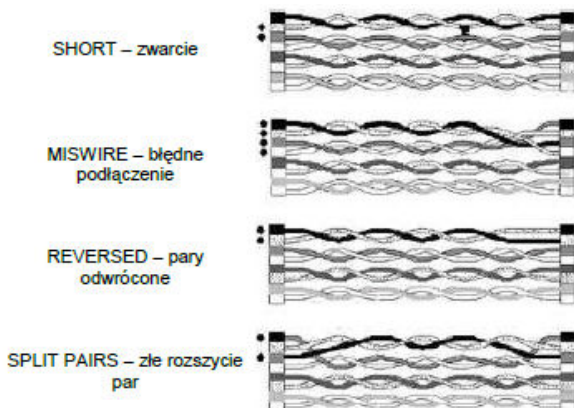 SHORT – zwarcie
MISWIRE – błędne
podłączenie
REVERSED – pary
odwrócone
SPLIT PAIRS – złe rozszycie
par